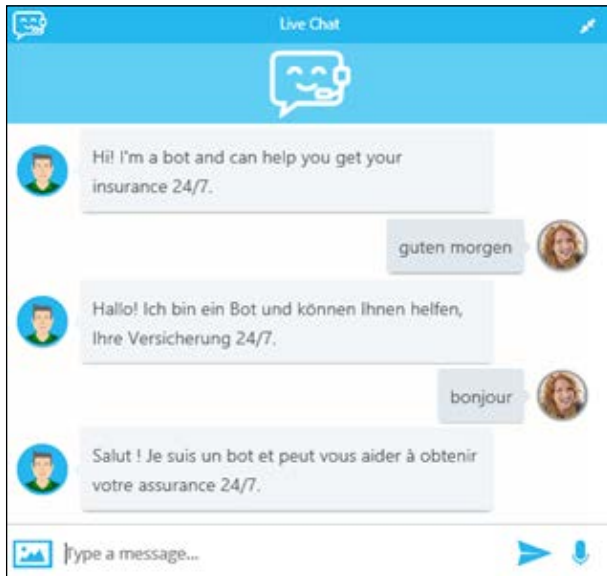 Live Chat
Hi! I'm a bot and can help you get your
insurance 24/7.
guten morgen
Hallo! Ich bin ein Bot und können Ihnen helfen,
Ihre Versicherung 24/7.
bonjour
Salut ! Je suis un bot et peut vous aider à obtenir
votre assurance 24/7.
Type a message...